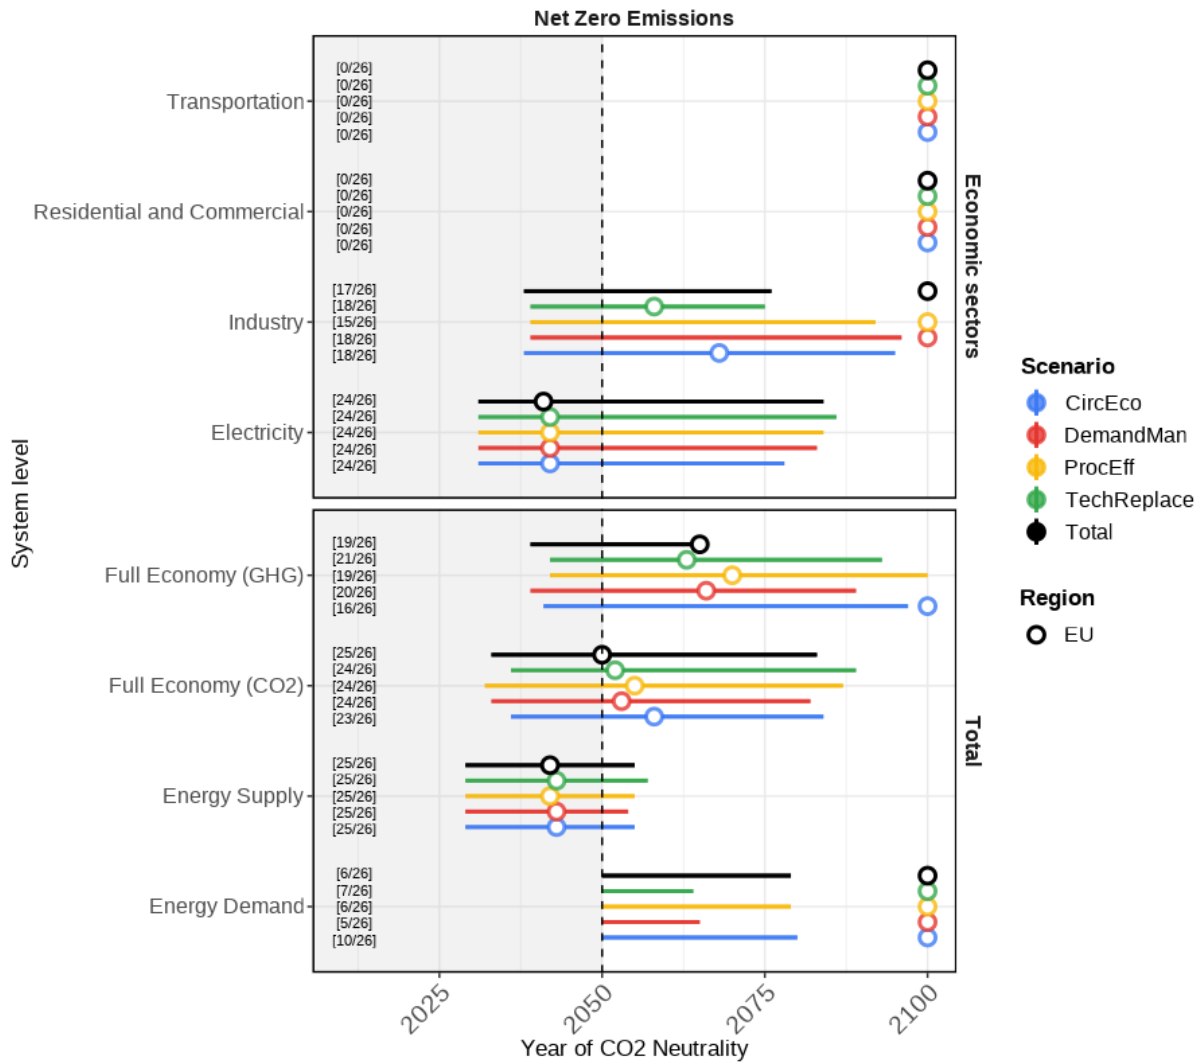 Net Zero Emissions
Transportation
[0/26]
[0/26]
[0/26]
[0/26]
[0/26]
Residential and Commercial
[0/26]
[0/26]
[0/26]
[0/26]
[0/26]
Industry
[17/26]
[18/26]
[15/26]
[18/26]
[18/26]
Electricity
[24/26]
[24/26]
[24/26]
[24/26]
[24/26]
Economic sectors
Full Economy (GHG)
[19/26]
[21/26]
[19/26]
[20/26]
[16/26]
Full Economy (CO2)
[25/26]
[24/26]
[24/26]
[24/26]
[23/26]
Energy Supply
[25/26]
[25/26]
[25/26]
[25/26]
[25/26]
Energy Demand
[6/26]
[7/26]
[6/26]
[5/26]
[10/26]
Total
System level
2025
2050
2075
2100
Year of CO2 Neutrality
Scenario
CircEco
DemandMan
ProcEff
TechReplace
Total
Region
EU